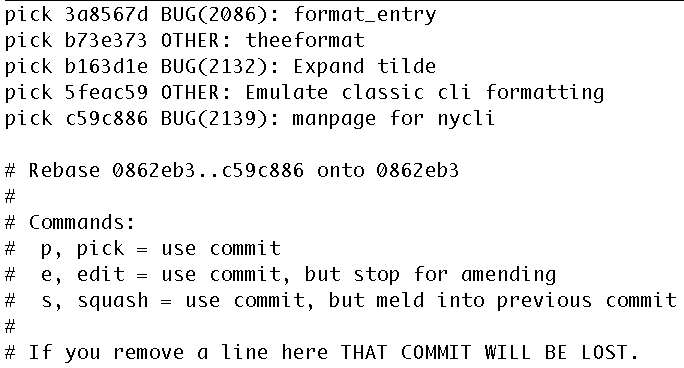 pick 3a8567d BUG(2086): format_entry
pick b73e373 OTHER: theeformat
pick b163d1e BUG(2132): Expand tilde
pick 5feac59 OTHER: Emulate classic cli formatting
pick c59c886 BUG(2139): manpage for nycli

# Rebase 0862eb3..c59c886 onto 0862eb3
#
# Commands:
#  p, pick = use commit
#  e, edit = use commit, but stop for amending
#  s, squash = use commit, but meld into previous commit
#
# If you remove a line here THAT COMMIT WILL BE LOST.